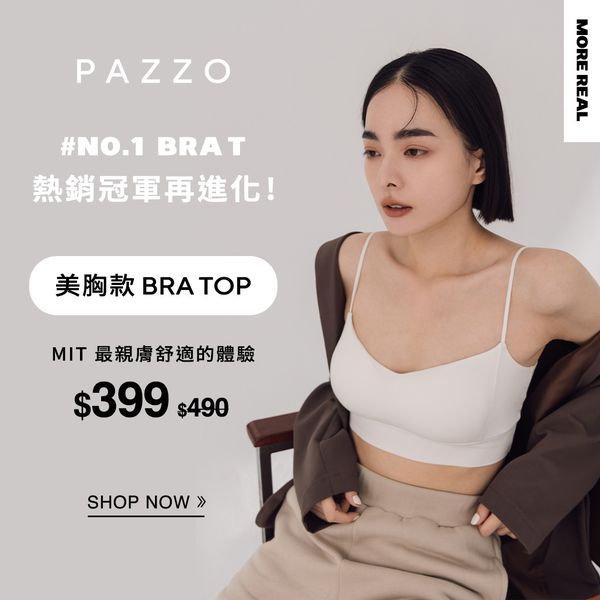 PAZZO
MORE REAL
#NO.1 BRA T
熱銷冠軍再進化！
美胸款 BRA TOP
MIT 最親膚舒適的體驗
$399 $490
SHOP NOW »